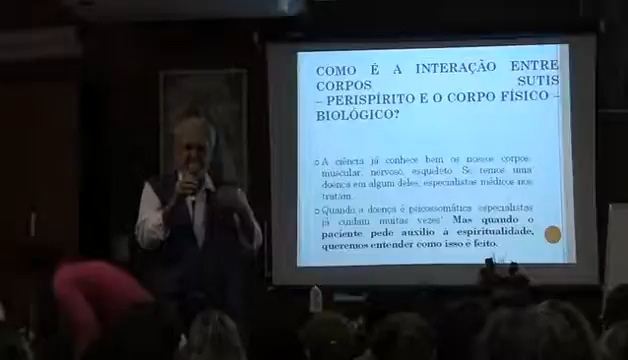 COMO É A INTERAÇÃO ENTRE
CORPOS SUTIS
– PERISPÍRITO E O CORPO FÍSICO –
BIOLÓGICO?
A ciência já conhece bem os nossos corpos:
muscular, nervoso, esqueleto. Se temos uma
doença em algum deles, especialistas médicos nos
tratam.
Quando a doença é psicossomática especialistas
já cuidam muitas vezes! Mas quando o
paciente pede auxilio à espiritualidade,
queremos entender como isso é feito.